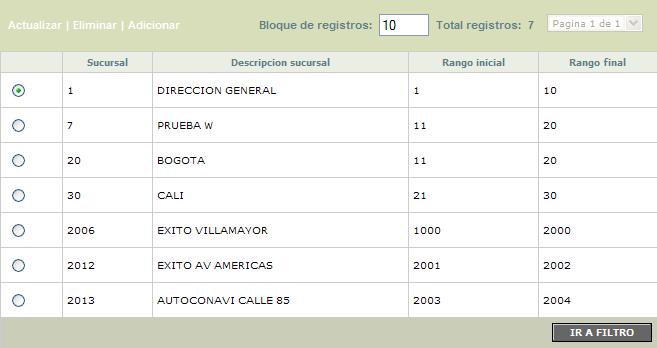 Actualizar | Eliminar | Adicionar Bloque de registros: 10 Total registros: 7 Pagina 1 de 1
Sucursal Descripcion sucursal Rango inicial Rango final
1 DIRECCION GENERAL 1 10
7 PRUEBA W 11 20
20 BOGOTA 11 20
30 CALI 21 30
2006 EXITO VILLAMAYOR 1000 2000
2012 EXITO AV AMERICAS 2001 2002
2013 AUTOCONAVI CALLE 85 2003 2004
IR A FILTRO